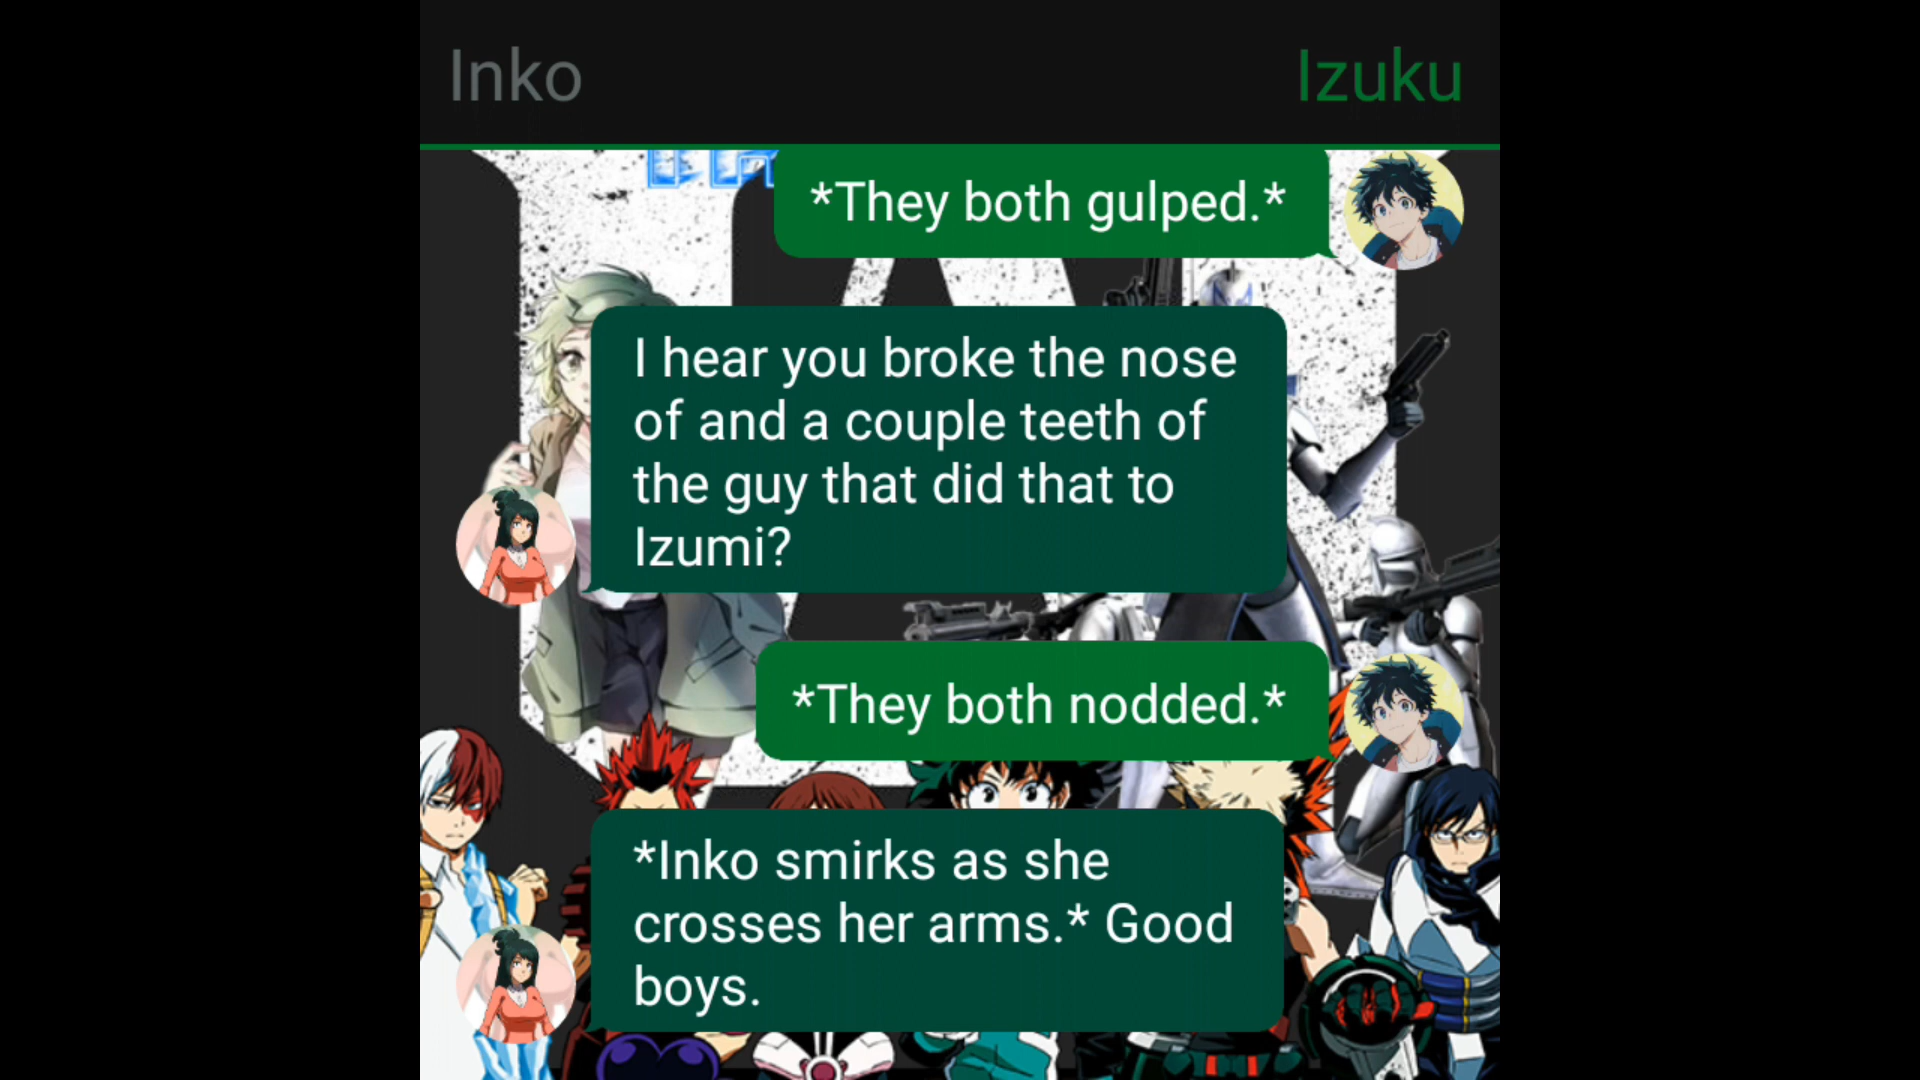 Inko
Izuku
*They both gulped.*
I hear you broke the nose
of and a couple teeth of
the guy that did that to
Izumi?
*They both nodded.*
*Inko smirks as she
crosses her arms.* Good
boys.